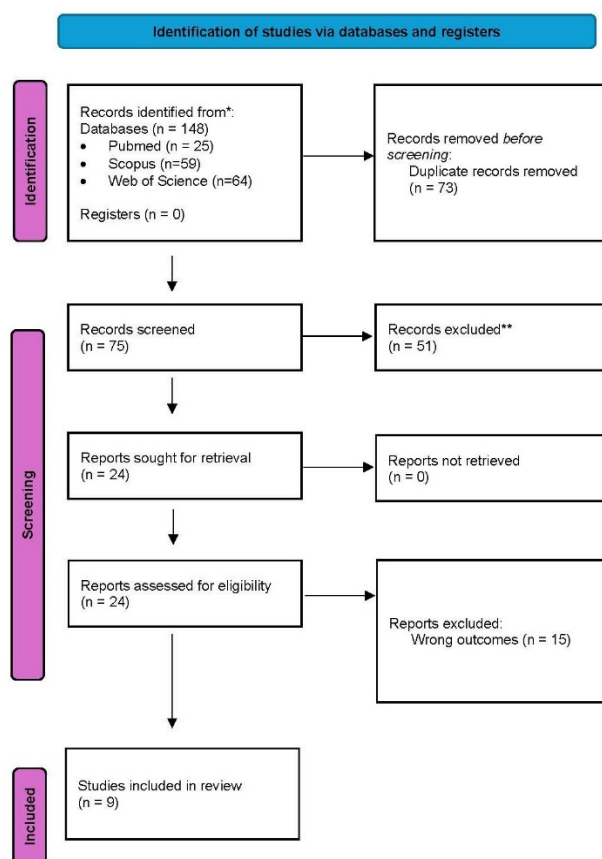 Identification of studies via databases and registers
Identification
Records identified from*:
Databases (n = 148)
• Pubmed (n = 25)
• Scopus (n=59)
• Web of Science (n=64)
Registers (n = 0)
Records removed before
screening:
Duplicate records removed
(n = 73)
Screening
Records screened
(n = 75)
Records excluded**
(n = 51)
Reports sought for retrieval
(n = 24)
Reports not retrieved
(n = 0)
Reports assessed for eligibility
(n = 24)
Reports excluded:
Wrong outcomes (n = 15)
Included
Studies included in review
(n = 9)